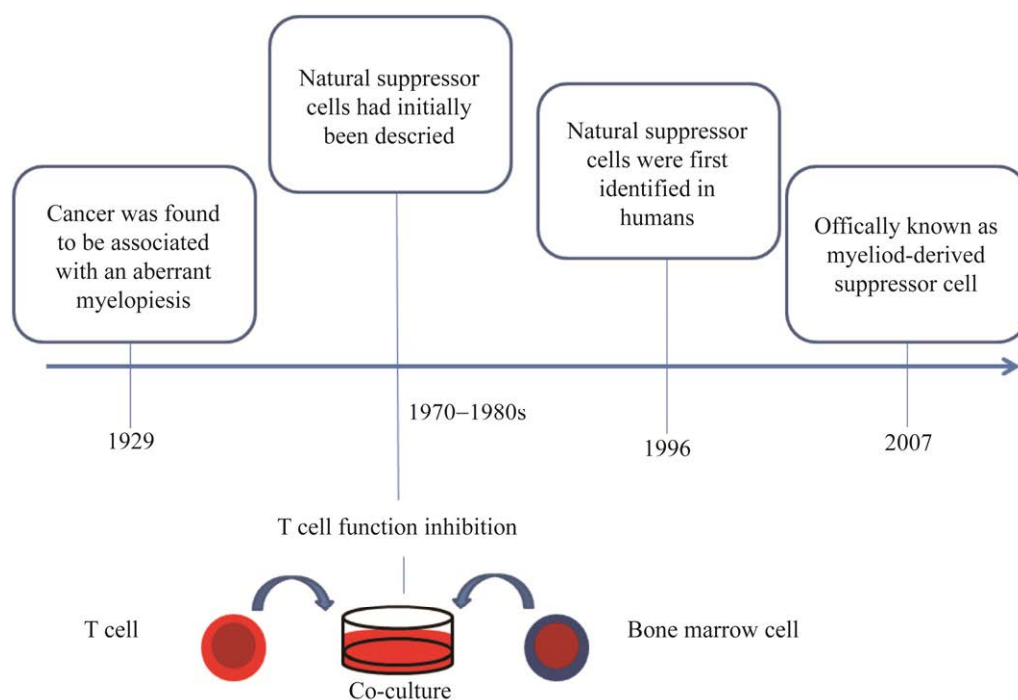 Cancer was found
to be associated
with an aberrant
myelopiesis
Natural suppressor
cells had initially
been descried
Natural suppressor
cells were first
identified in
humans
Offically known as
myeliod-derived
suppressor cell
1929
1970–1980s
1996
2007
T cell function inhibition
T cell
Bone marrow cell
Co-culture